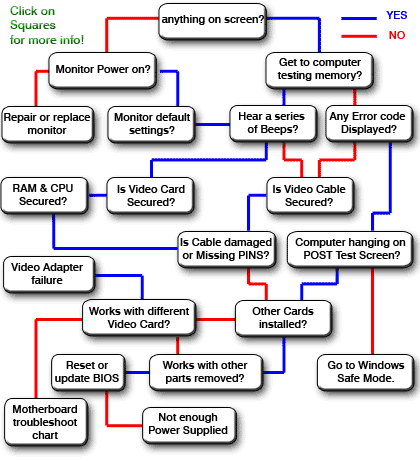 Click on
Squares
for more info!
anything on screen?
YES
NO
Monitor Power on?
Get to computer
testing memory?
Repair or replace
monitor
Monitor default
settings?
Hear a series
of Beeps?
Any Error code
Displayed?
RAM & CPU
Secured?
Is Video Card
Secured?
Is Video Cable
Secured?
Is Cable damaged
or Missing PINS?
Computer hanging on
POST Test Screen?
Video Adapter
failure
Works with different
Video Card?
Other Cards
installed?
Reset or
update BIOS
Works with other
parts removed?
Go to Windows
Safe Mode.
Motherboard
troubleshoot
chart
Not enough
Power Supplied